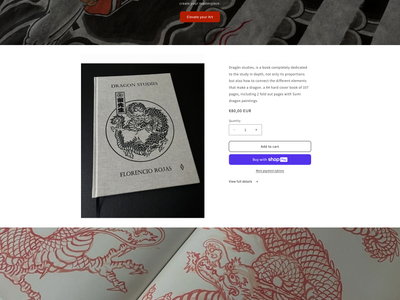 create your masterpiece
Elevate your Art
Dragon studies, is a book completely dedicated
to the study in depth, not only its proportions
but also how to connect the different elements
that make a dragon. a A4 hard cover book of 201
pages, including 2 fold out pages with Sumi
dragon paintings.
€80,00 EUR
Quantity
− 1 +
Add to cart
Buy with shop Pay
More payment options
View full details →
DRAGON STUDIES
FLORENCIO ROJAS